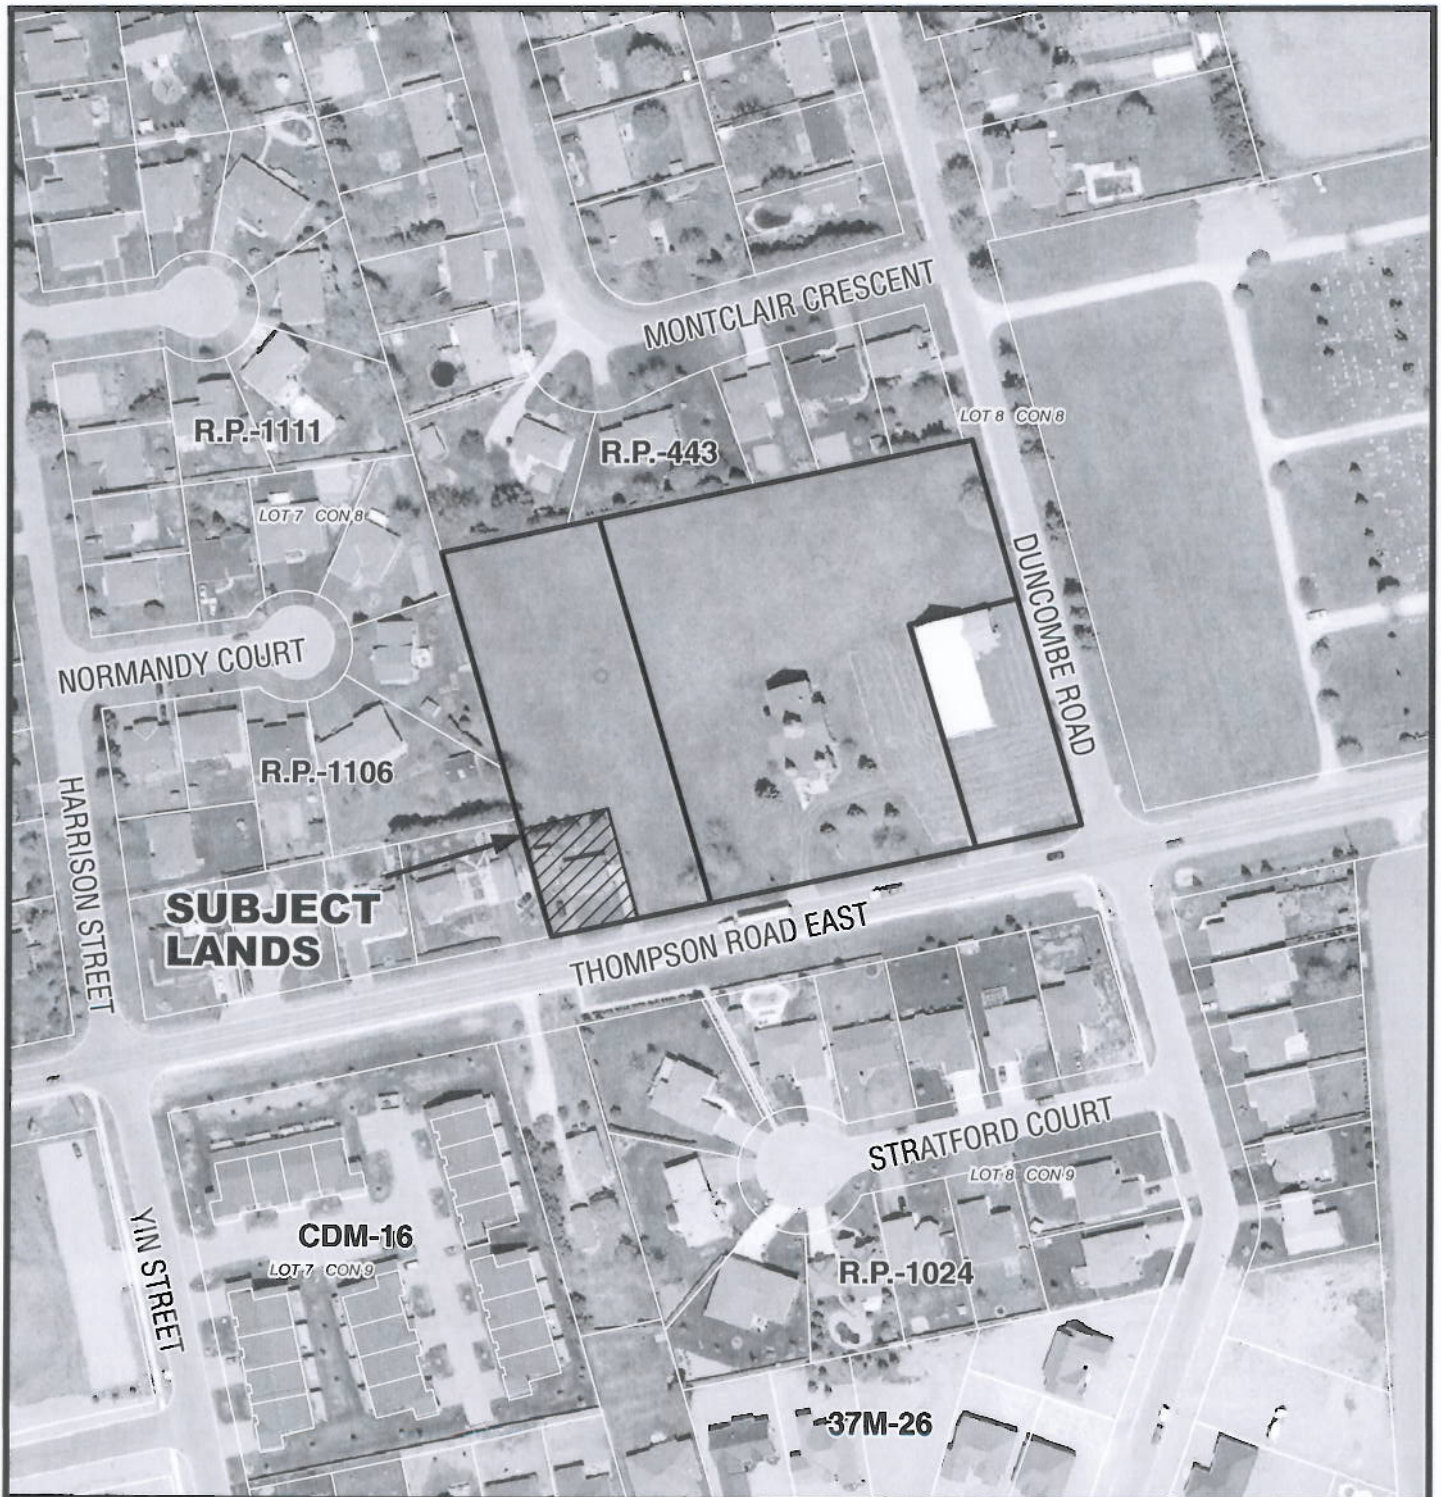 MONTCLAIR CRESCENT
LOT 8 CON 8
R.P.-1111
R.P.-443
LOT 7 CON 8
DUNCOMBE ROAD
NORMANDY COURT
R.P.-1106
HARRISON STREET
SUBJECT
LANDS
THOMPSON ROAD EAST
STRATFORD COURT
LOT 8 CON 9
YIN STREET
CDM-16
LOT 7 CON 9
R.P.-1024
37M-26